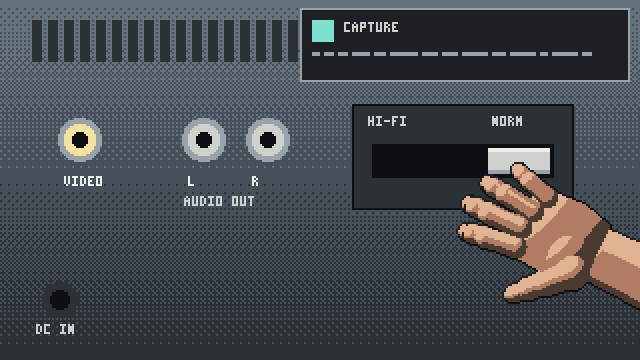 CAPTURE
HI-FI NORM
VIDEO
L R
AUDIO OUT
DC IN